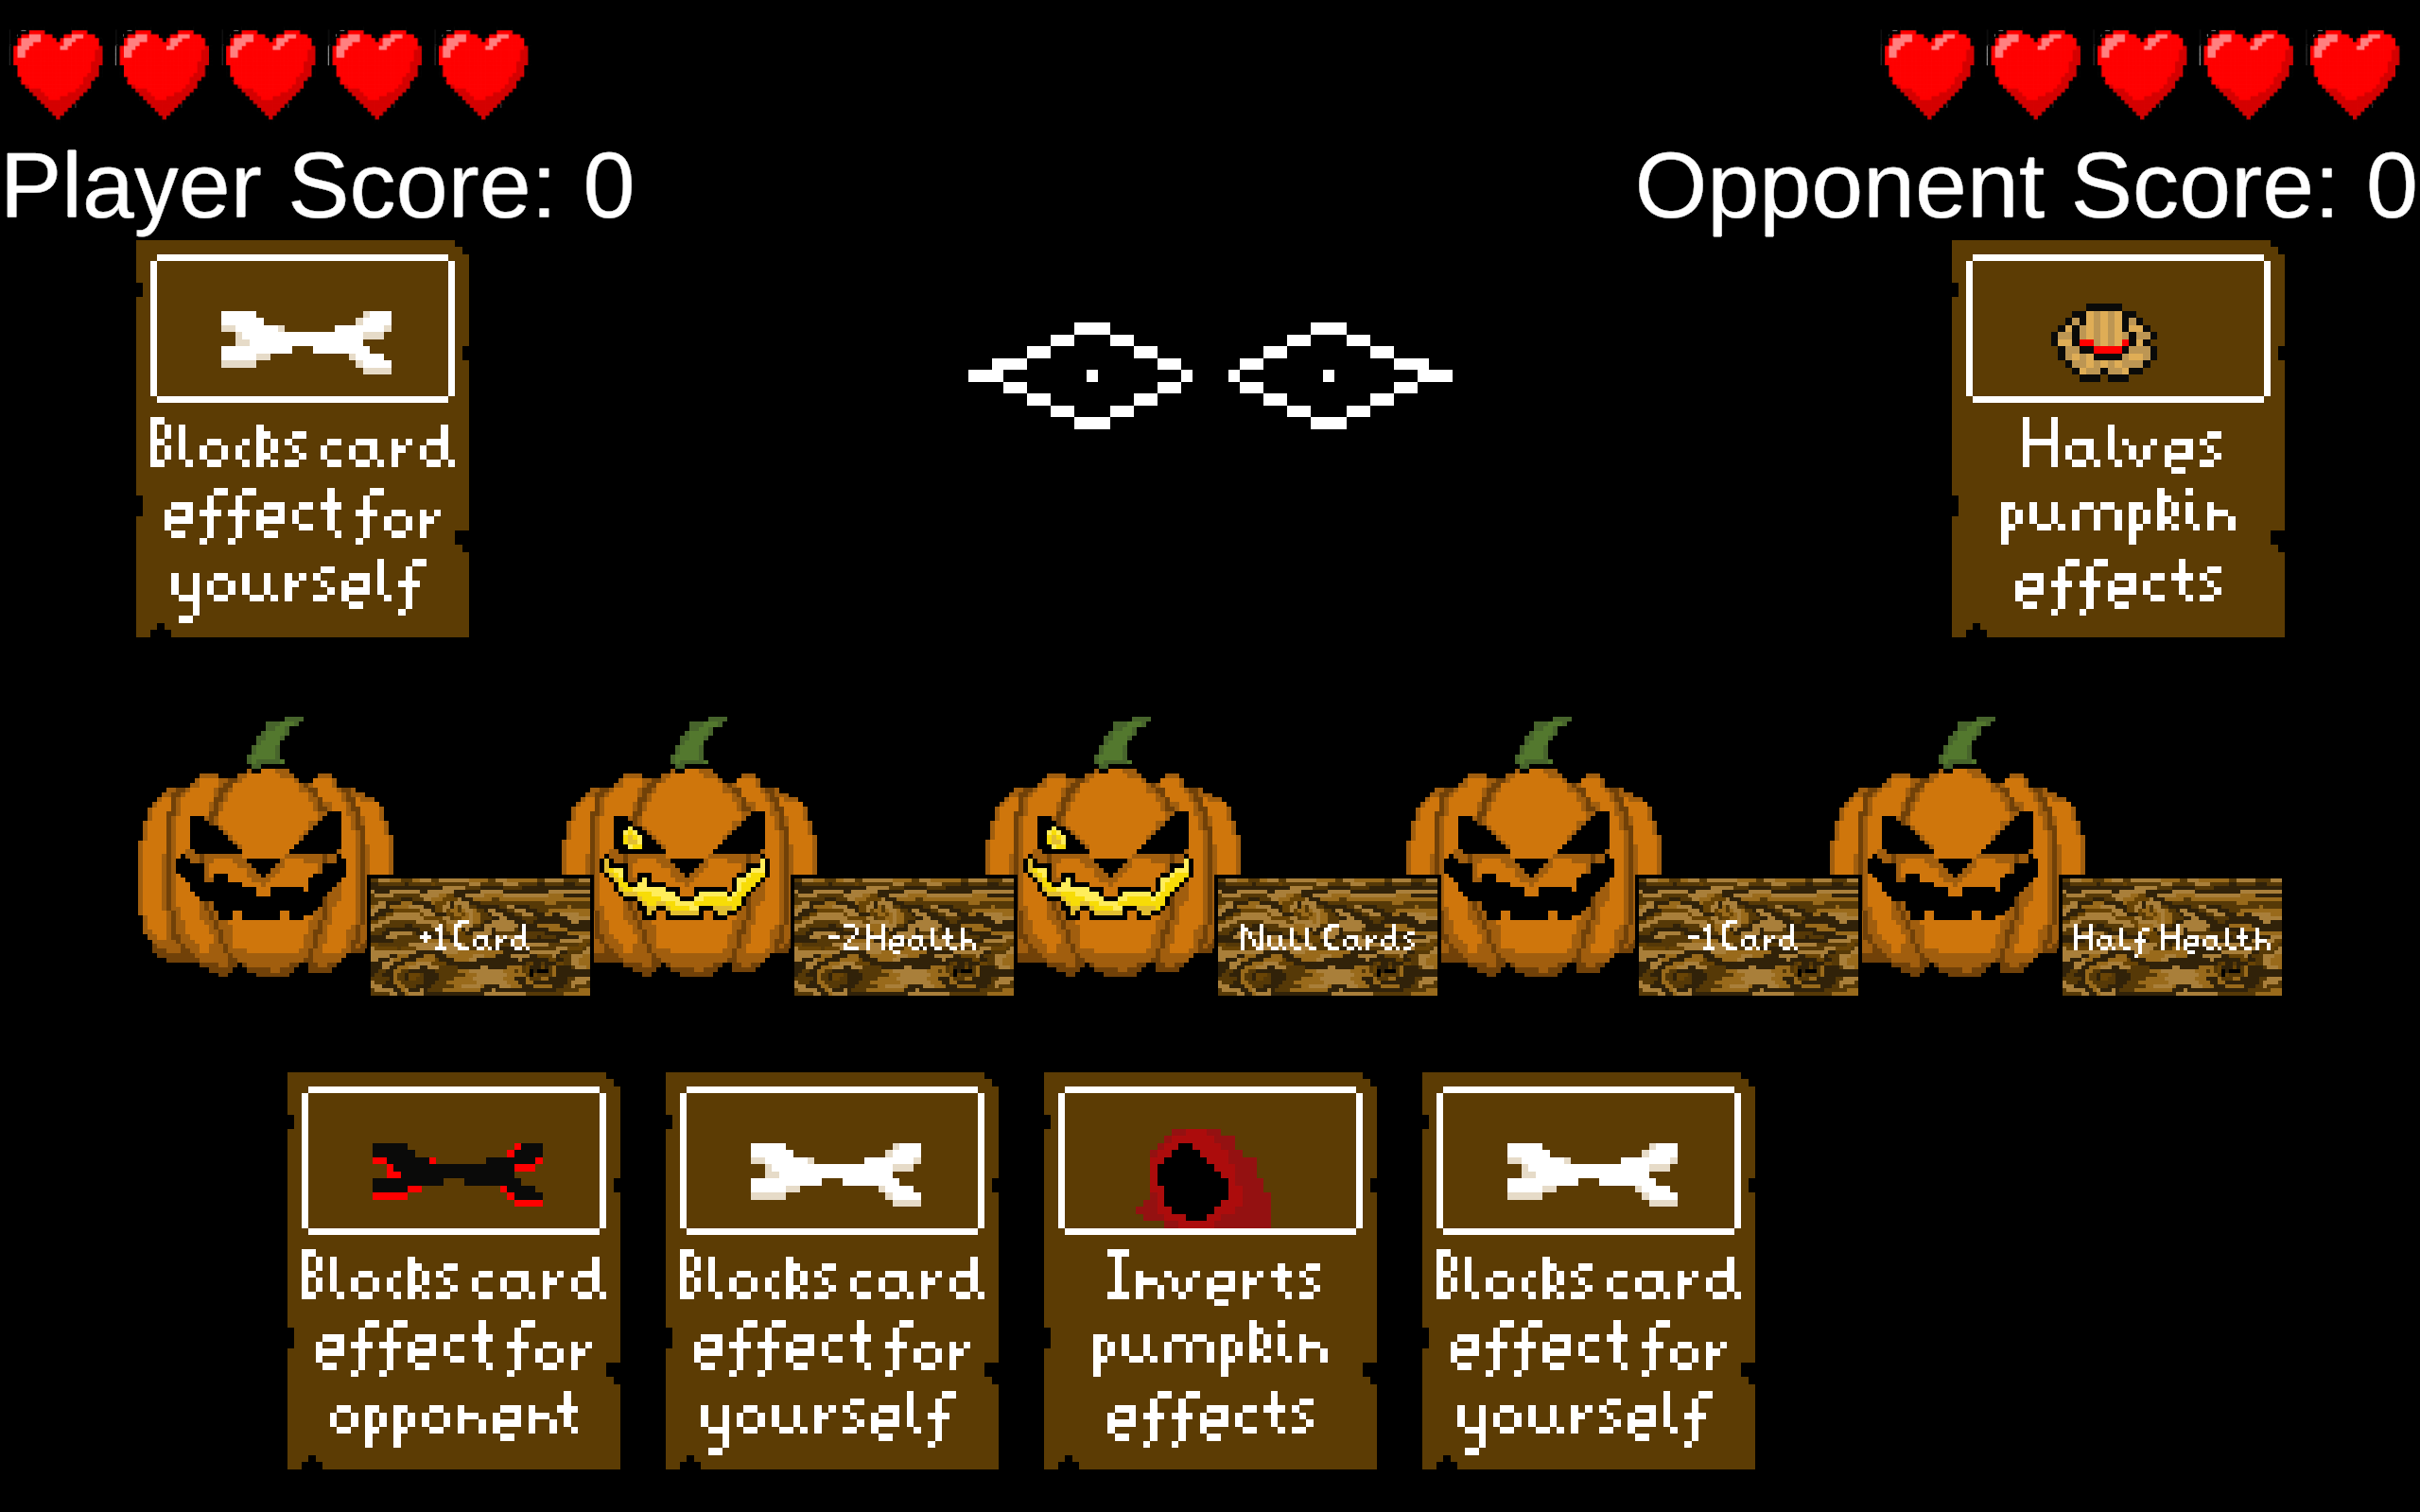 Player Score: 0
Opponent Score: 0
Blocks card
effect for
yourself
Halves
pumpkin
effects
+1 Card
-2 Health
Null Cards
-1 Card
Half Health
Blocks card
effect for
opponent
Blocks card
effect for
yourself
Inverts
pumpkin
effects
Blocks card
effect for
yourself